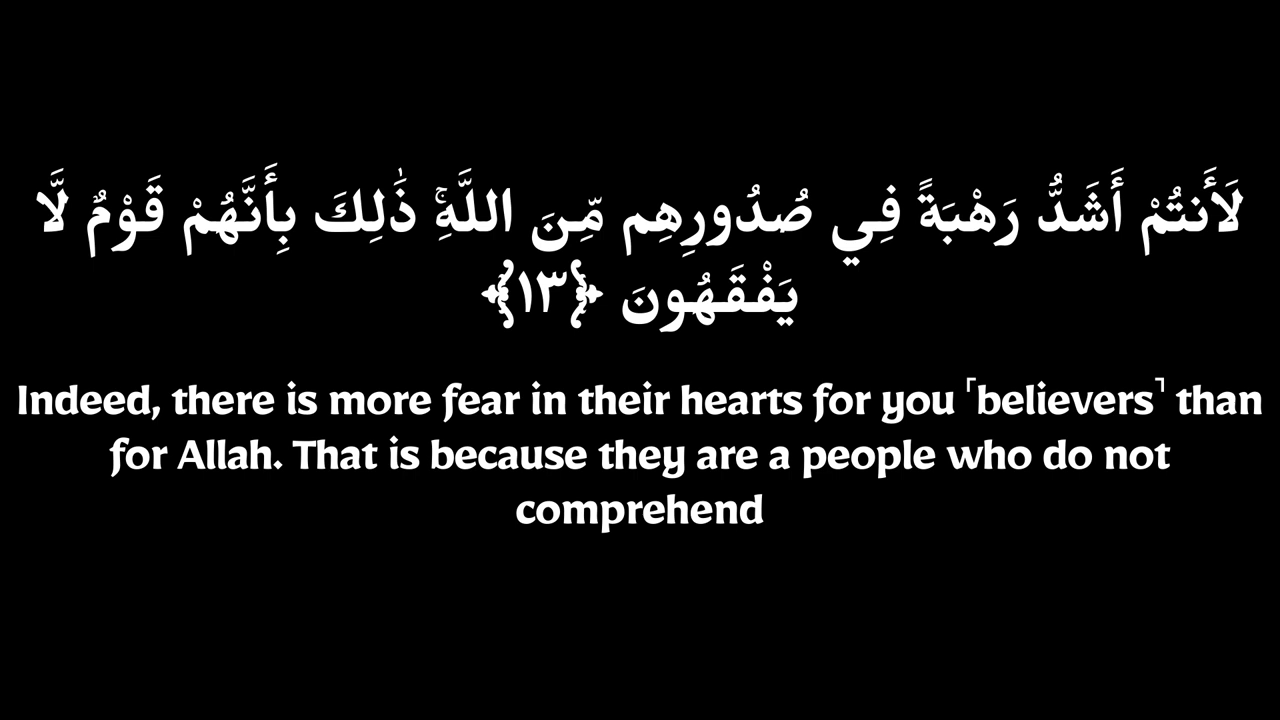 لَأَنتُمْ أَشَدُّ رَهْبَةً فِي صُدُورِهِم مِّنَ اللَّهِۚ ذَٰلِكَ بِأَنَّهُمْ قَوْمٌ لَّا
يَفْقَهُونَ ﴿١٣﴾
Indeed, there is more fear in their hearts for you ˹believers˺ than
for Allah. That is because they are a people who do not
comprehend